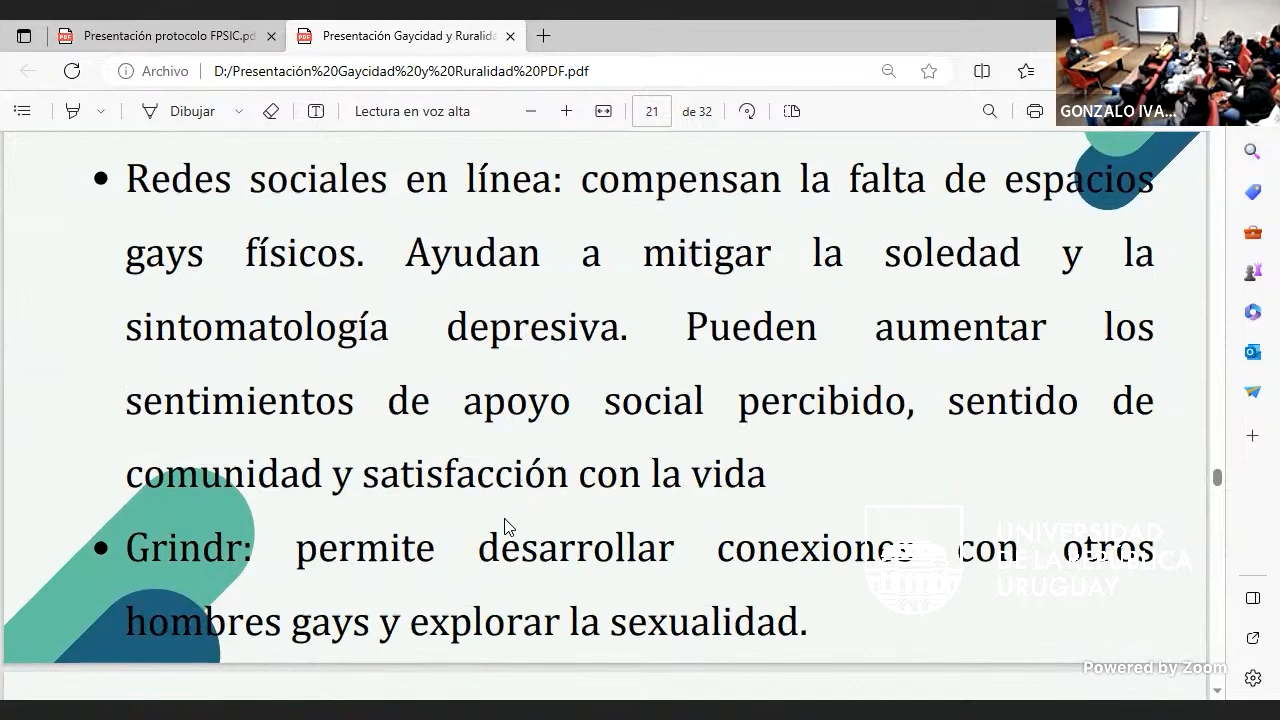 Presentación protocolo FPSIC.pd
Presentación Gaycidad y Ruralida
Archivo
D:/Presentación%20Gaycidad%20y%20Ruralidad%20PDF.pdf
Dibujar
Lectura en voz alta
21
de 32
GONZALO IVA...
• Redes sociales en línea: compensan la falta de espacios
gays físicos. Ayudan a mitigar la soledad y la
sintomatología depresiva. Pueden aumentar los
sentimientos de apoyo social percibido, sentido de
comunidad y satisfacción con la vida
• Grindr: permite desarrollar conexiones con otros
hombres gays y explorar la sexualidad.
UNIVERSIDAD
DE LA REPÚBLICA
URUGUAY
Powered by Zoom